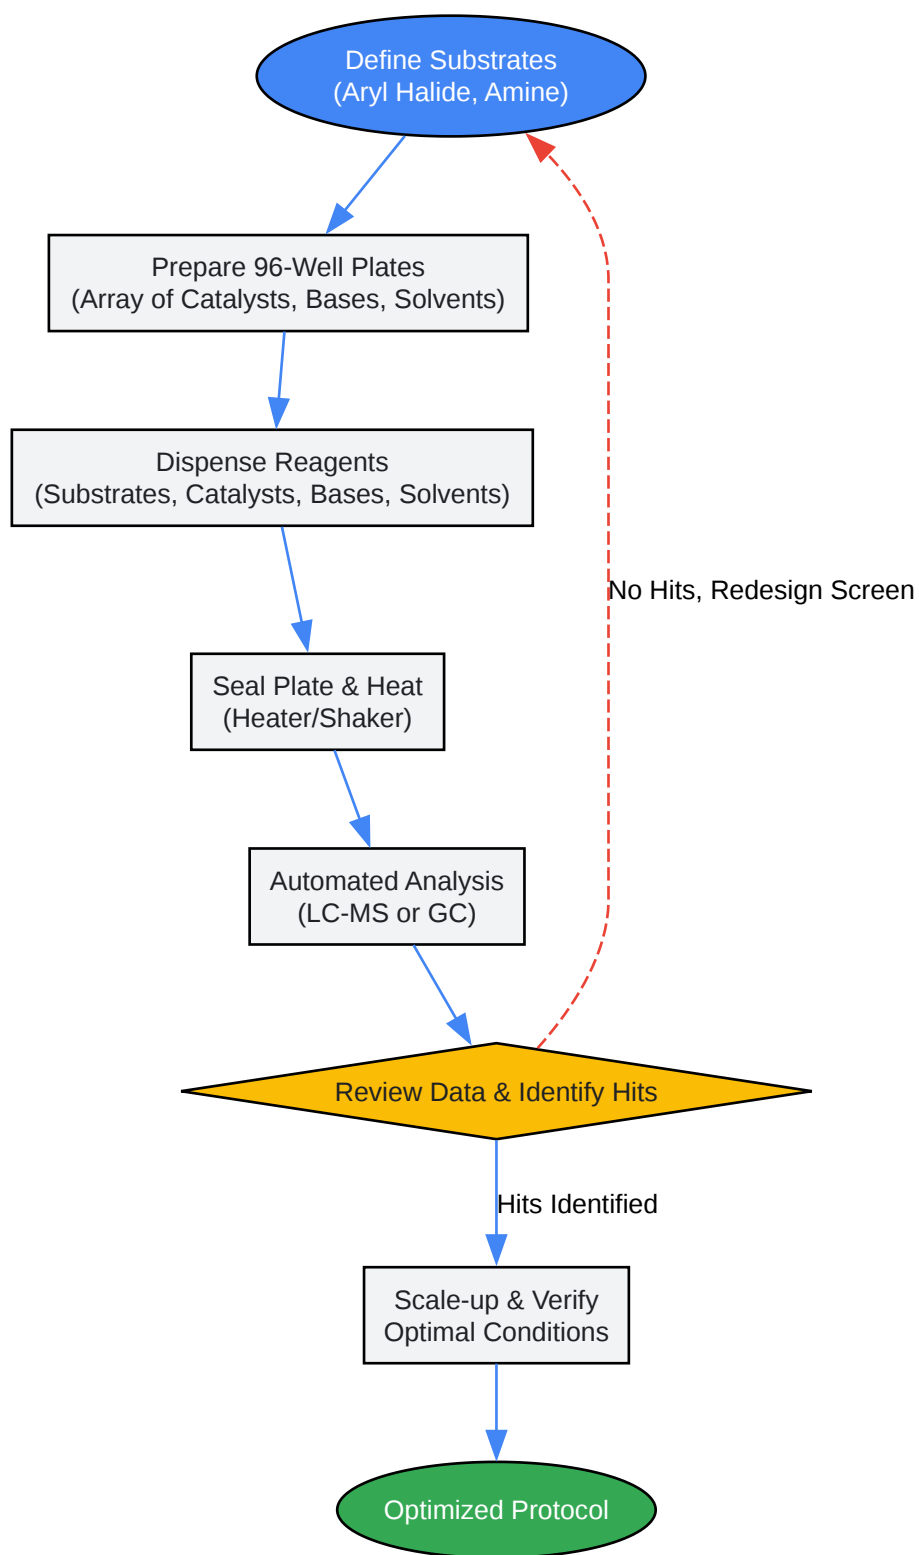 Define Substrates
(Aryl Halide, Amine)
Prepare 96-Well Plates
(Array of Catalysts, Bases, Solvents)
Dispense Reagents
(Substrates, Catalysts, Bases, Solvents)
No Hits, Redesign Screen
Seal Plate & Heat
(Heater/Shaker)
Automated Analysis
(LC-MS or GC)
Review Data & Identify Hits
Hits Identified
Scale-up & Verify
Optimal Conditions
Optimized Protocol